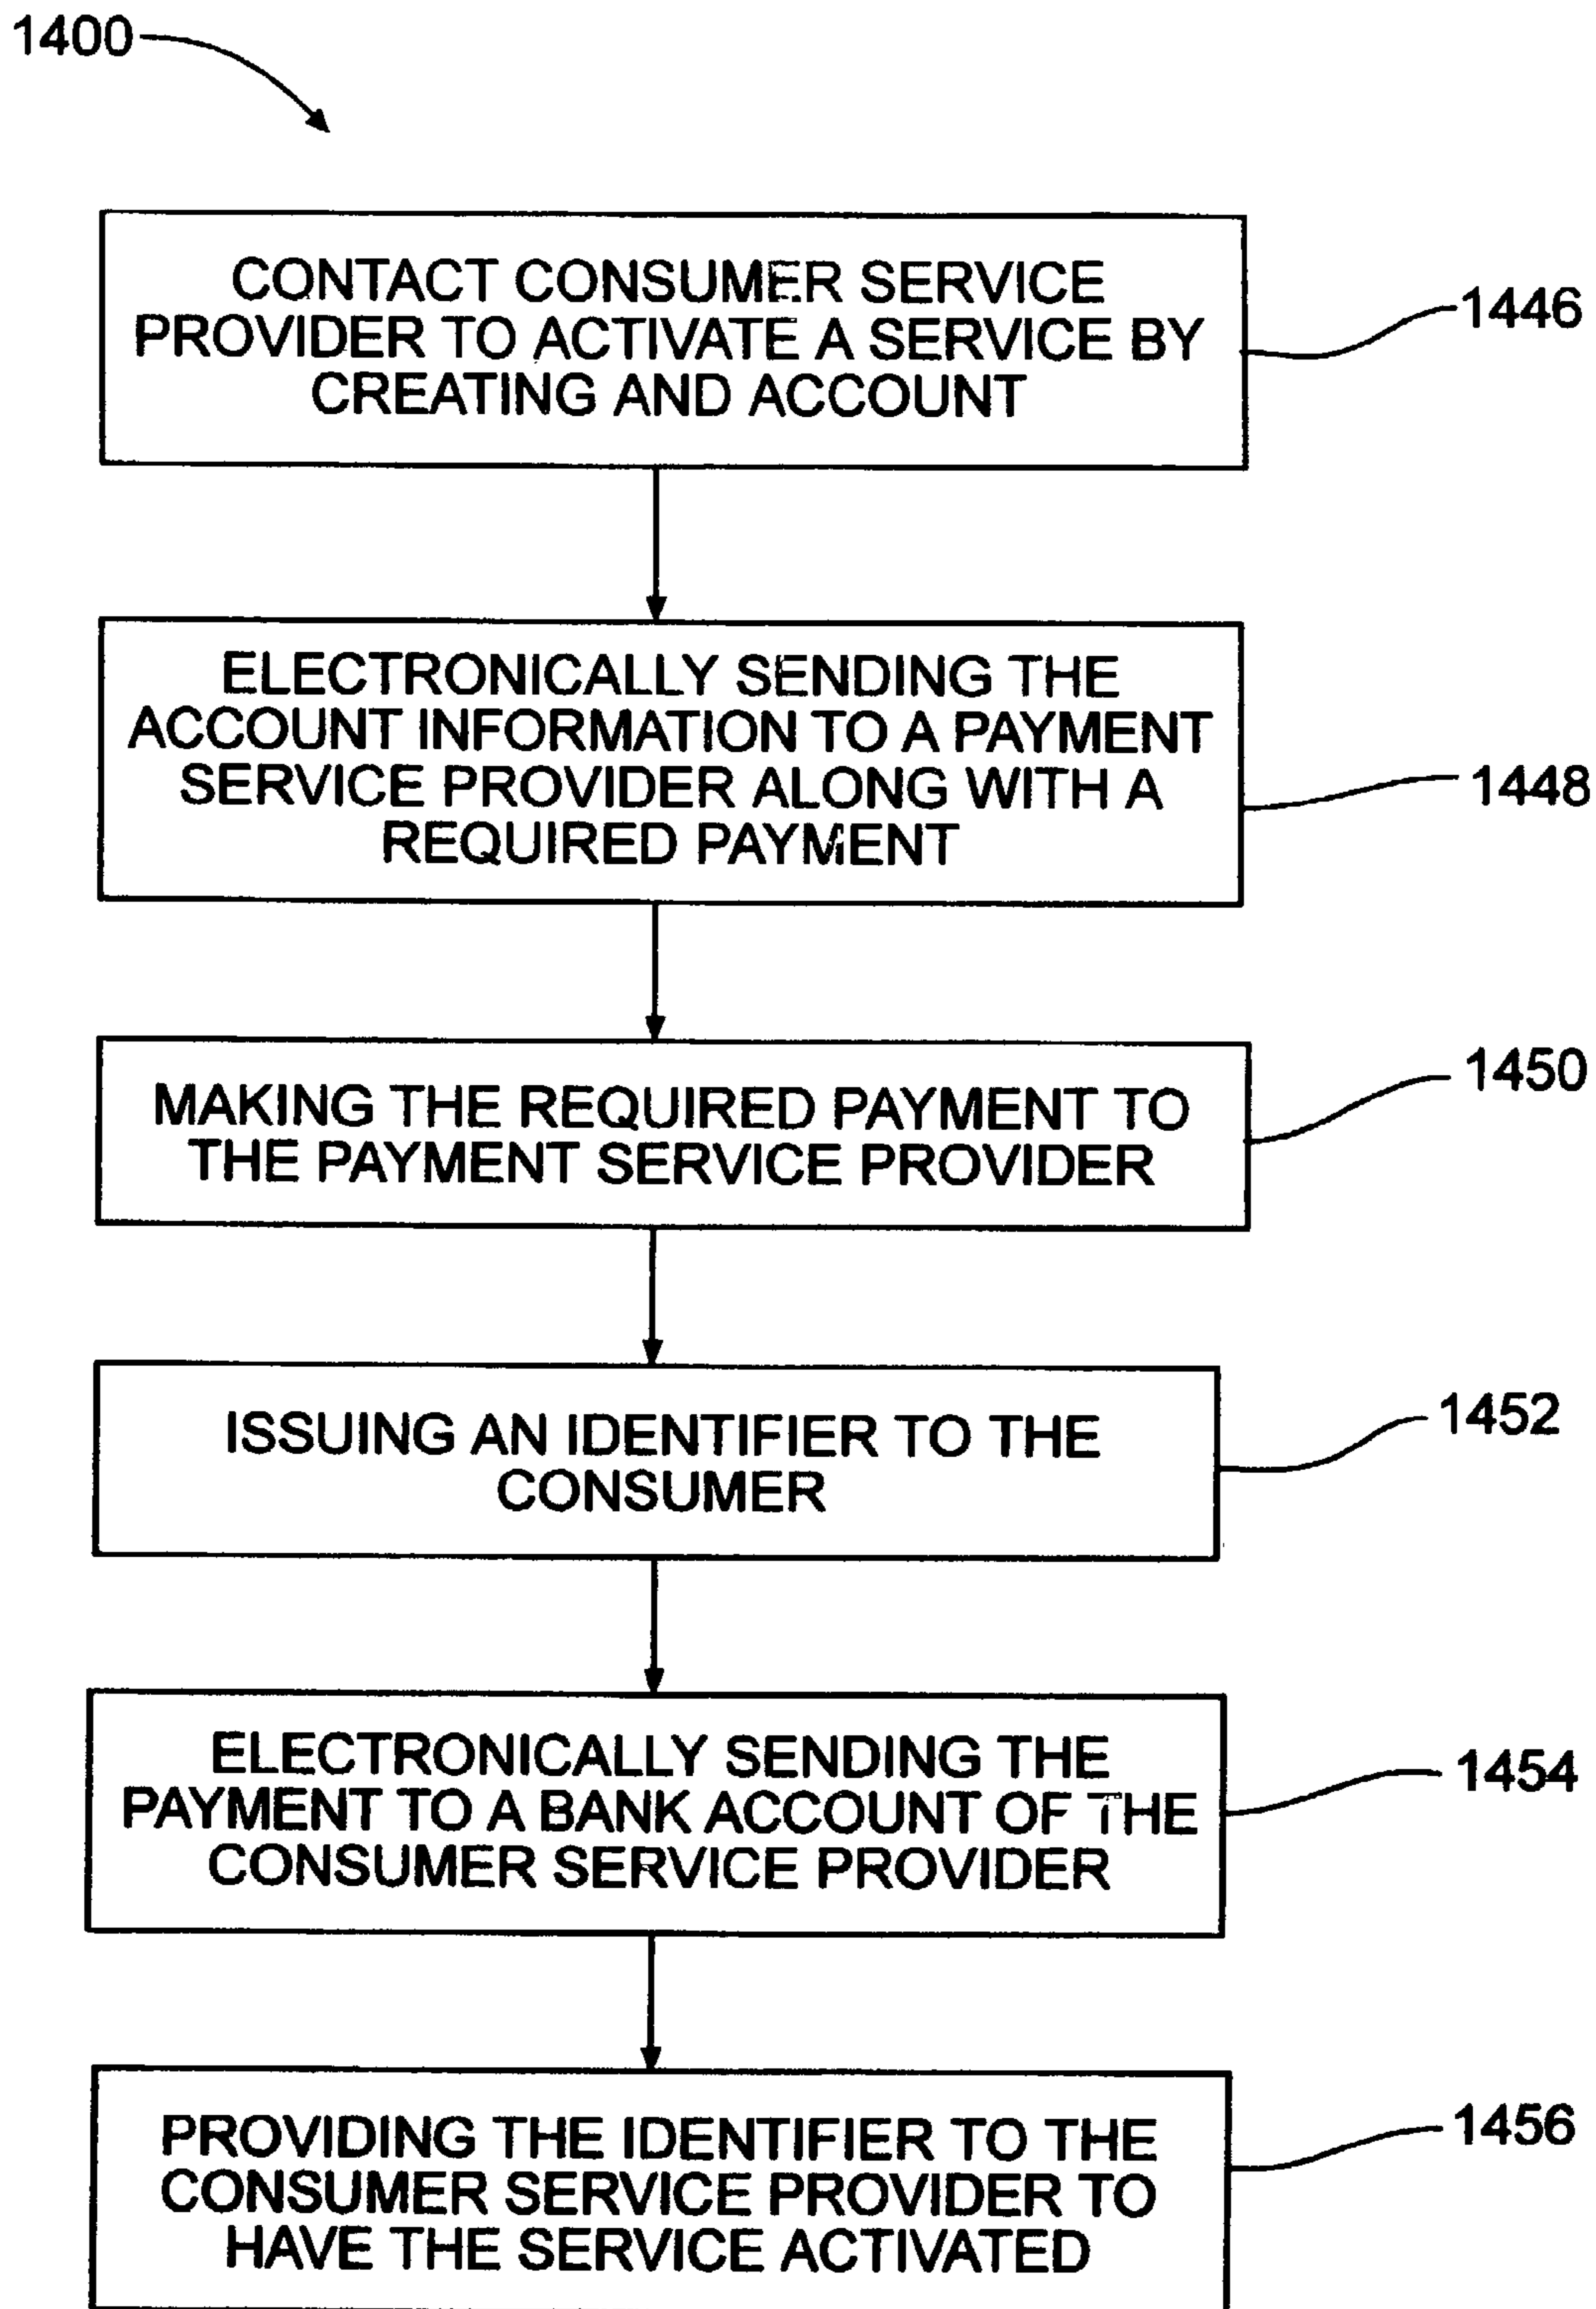 1400
CONTACT CONSUMER SERVICE
PROVIDER TO ACTIVATE A SERVICE BY
CREATING AND ACCOUNT
1446
ELECTRONICALLY SENDING THE
ACCOUNT INFORMATION TO A PAYMENT
SERVICE PROVIDER ALONG WITH A
REQUIRED PAYMENT
1448
MAKING THE REQUIRED PAYMENT TO
THE PAYMENT SERVICE PROVIDER
1450
ISSUING AN IDENTIFIER TO THE
CONSUMER
1452
ELECTRONICALLY SENDING THE
PAYMENT TO A BANK ACCOUNT OF THE
CONSUMER SERVICE PROVIDER
1454
PROVIDING THE IDENTIFIER TO THE
CONSUMER SERVICE PROVIDER TO
HAVE THE SERVICE ACTIVATED
1456